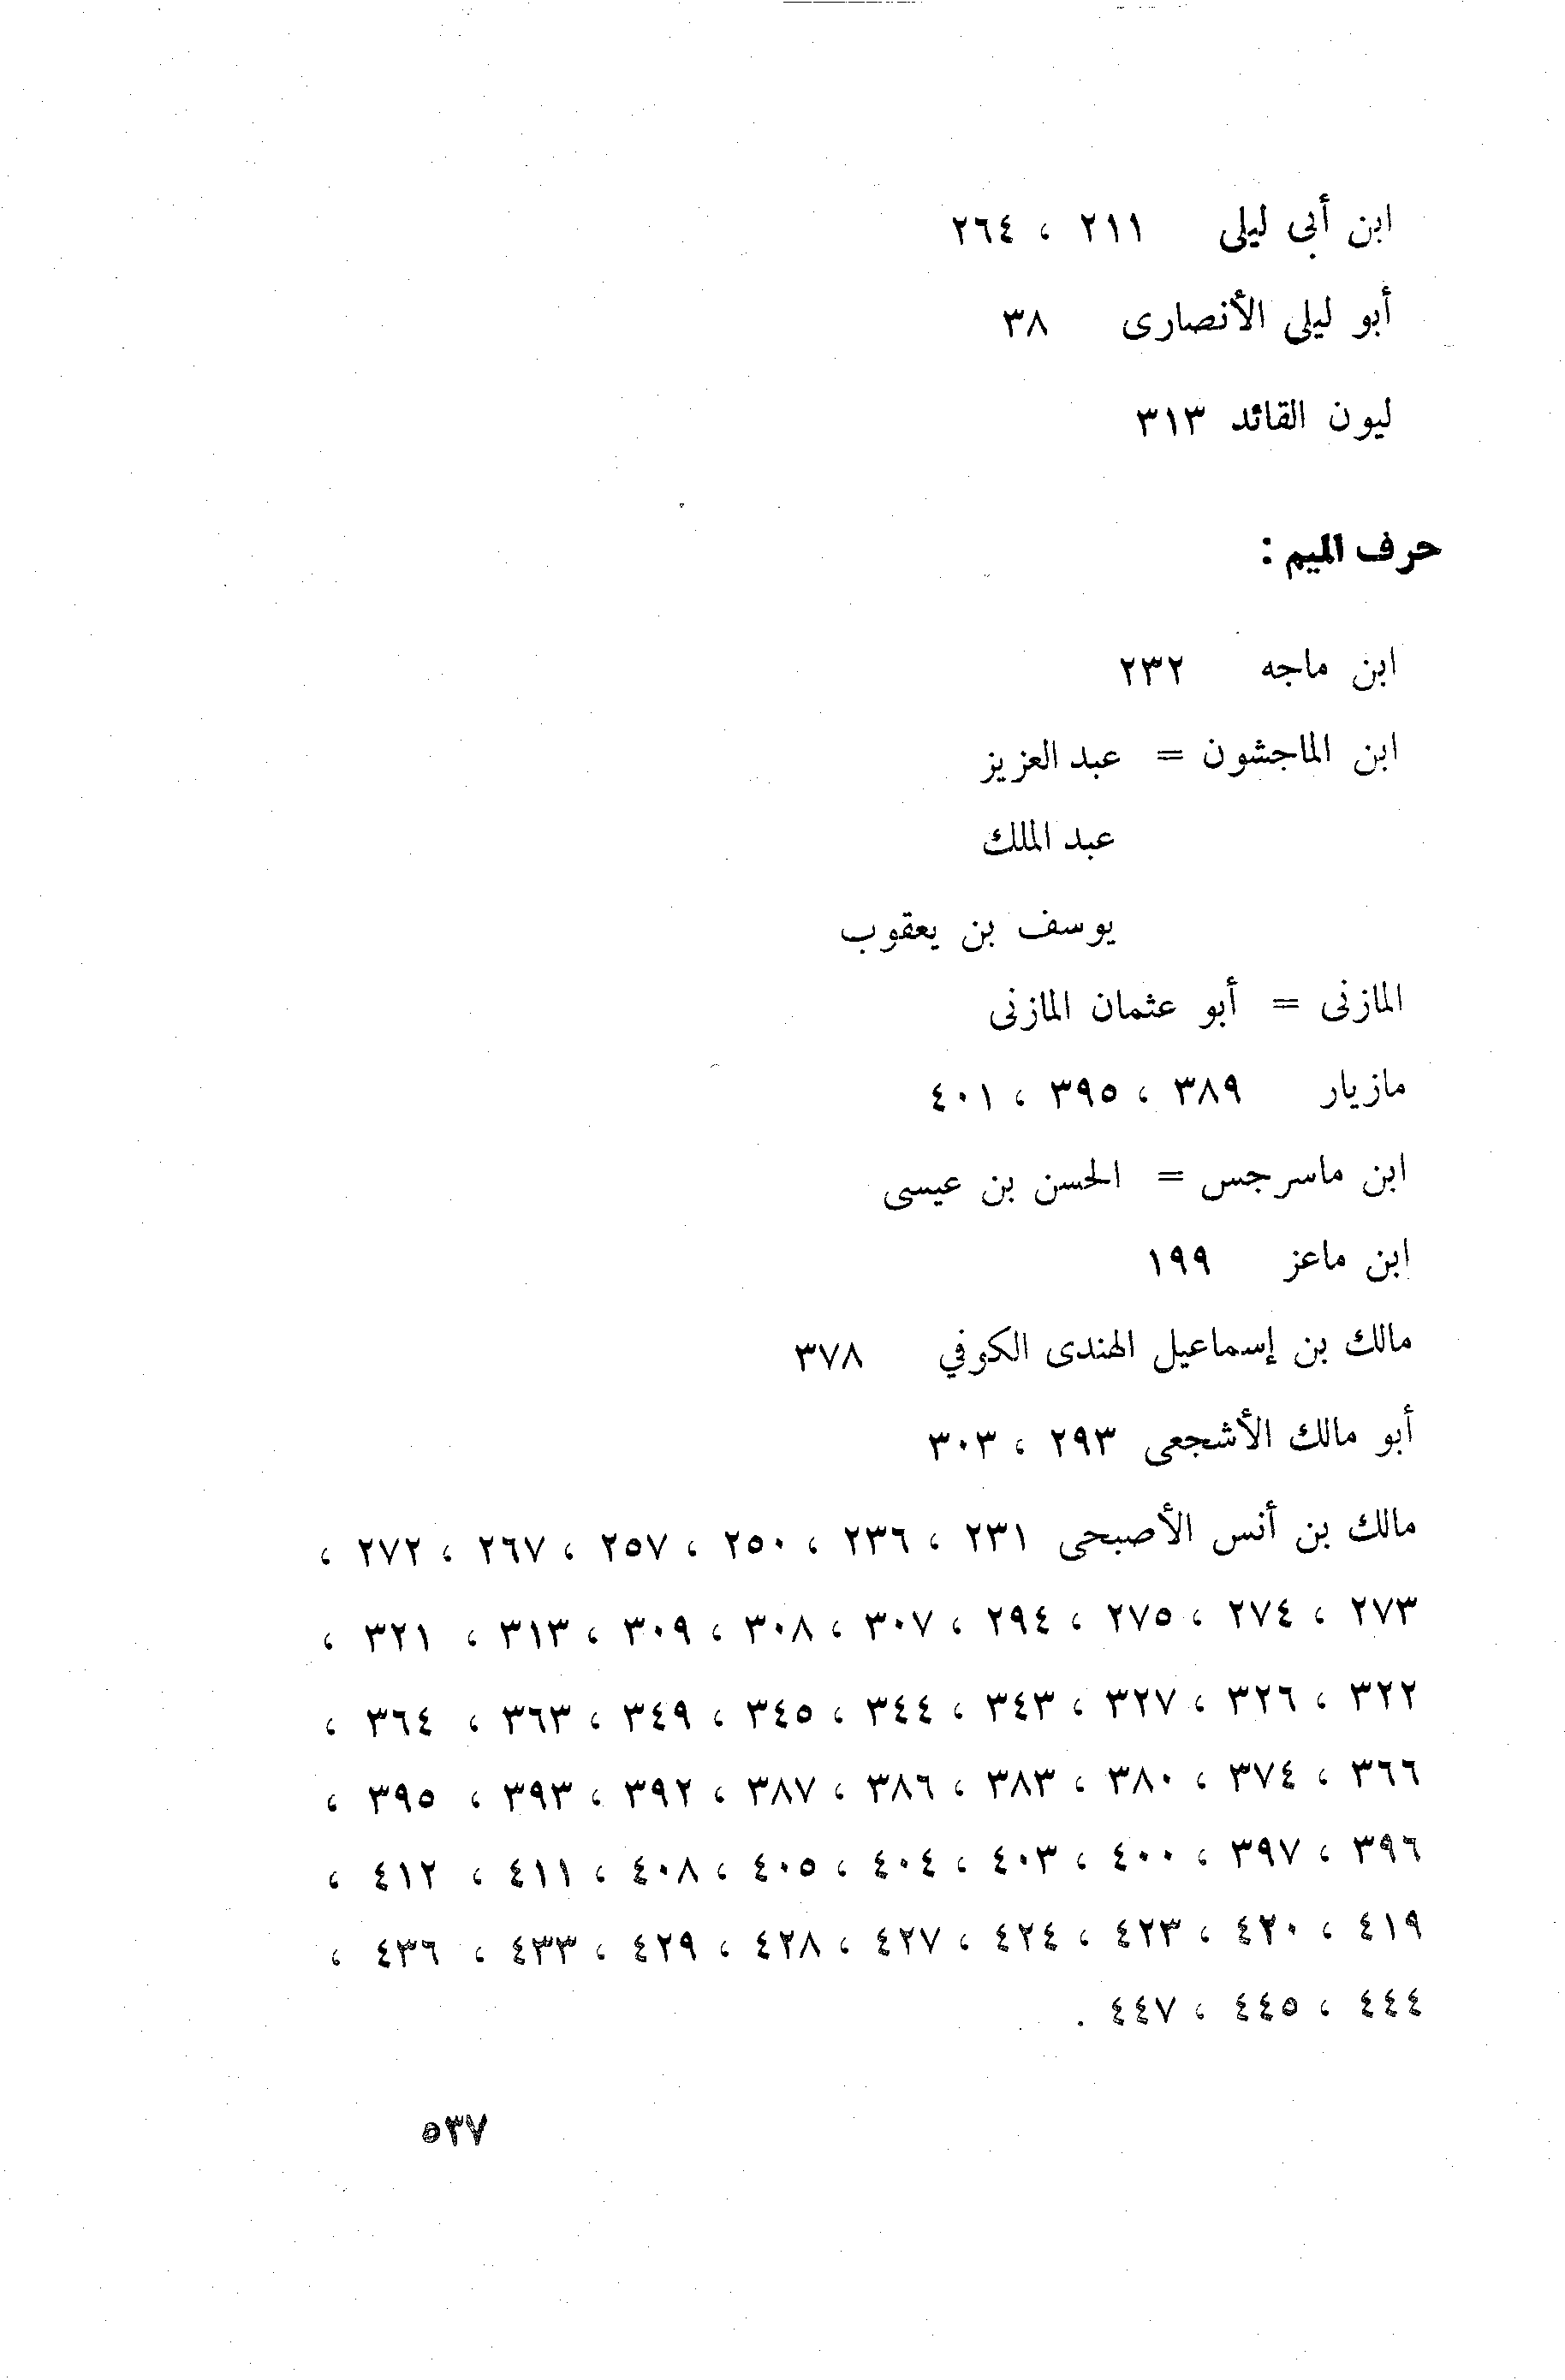 ابن أبي ليلى ٢١١ ، ٢٦٤
أبو ليلى الأنصارى ٣٨
ليون القائد ٣١٣
حرف الميم :
ابن ماجه ٢٣٢
ابن الماجشون = عبد العزيز
عبد الملك
يوسف بن يعقوب
المازنى = أبو عثمان المازنى
مازيار ٣٨٩ ، ٣٩٥ ، ٤٠١
ابن ماسرجس = الحسن بن عيسى
ابن ماعز ١٩٩
مالك بن إسماعيل الهندى الكوفي ٣٧٨
أبو مالك الأشجعى ٢٩٣ ، ٣٠٣
مالك بن أنس الأصبحى ٢٣١ ، ٢٣٦ ، ٢٥٠ ، ٢٥٧ ، ٢٦٧ ، ٢٧٢ ،
٢٧٣ ، ٢٧٤ ، ٢٧٥ ، ٢٩٤ ، ٣٠٧ ، ٣٠٨ ، ٣٠٩ ، ٣١٣ ، ٣٢١ ،
٣٢٢ ، ٣٢٦ ، ٣٢٧ ، ٣٤٣ ، ٣٤٤ ، ٣٤٥ ، ٣٤٩ ، ٣٦٣ ، ٣٦٤ ،
٣٦٦ ، ٣٧٤ ، ٣٨٠ ، ٣٨٣ ، ٣٨٦ ، ٣٨٧ ، ٣٩٢ ، ٣٩٣ ، ٣٩٥ ،
٣٩٦ ، ٣٩٧ ، ٤٠٠ ، ٤٠٣ ، ٤٠٤ ، ٤٠٥ ، ٤٠٨ ، ٤١١ ، ٤١٢ ،
٤١٩ ، ٤٢٠ ، ٤٢٣ ، ٤٢٤ ، ٤٢٧ ، ٤٢٨ ، ٤٢٩ ، ٤٣٣ ، ٤٣٦ ،
٤٤٤ ، ٤٤٥ ، ٤٤٧ .
٥٣٧